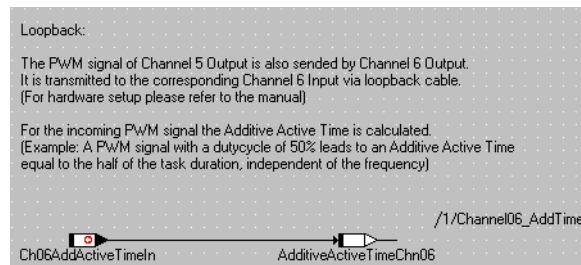 Loopback:
The PWM signal of Channel 5 Output is also sended by Channel 6 Output.
It is transmitted to the corresponding Channel 6 Input via loopback cable.
(For hardware setup please refer to the manual)
For the incoming PWM signal the Additive Active Time is calculated.
(Example: A PWM signal with a dutycycle of 50% leads to an Additive Active Time
equal to the half of the task duration, independent of the frequency)
/1/Channel06_AddTime
Ch06AddActiveTimeIn
AdditiveActiveTimeChn06